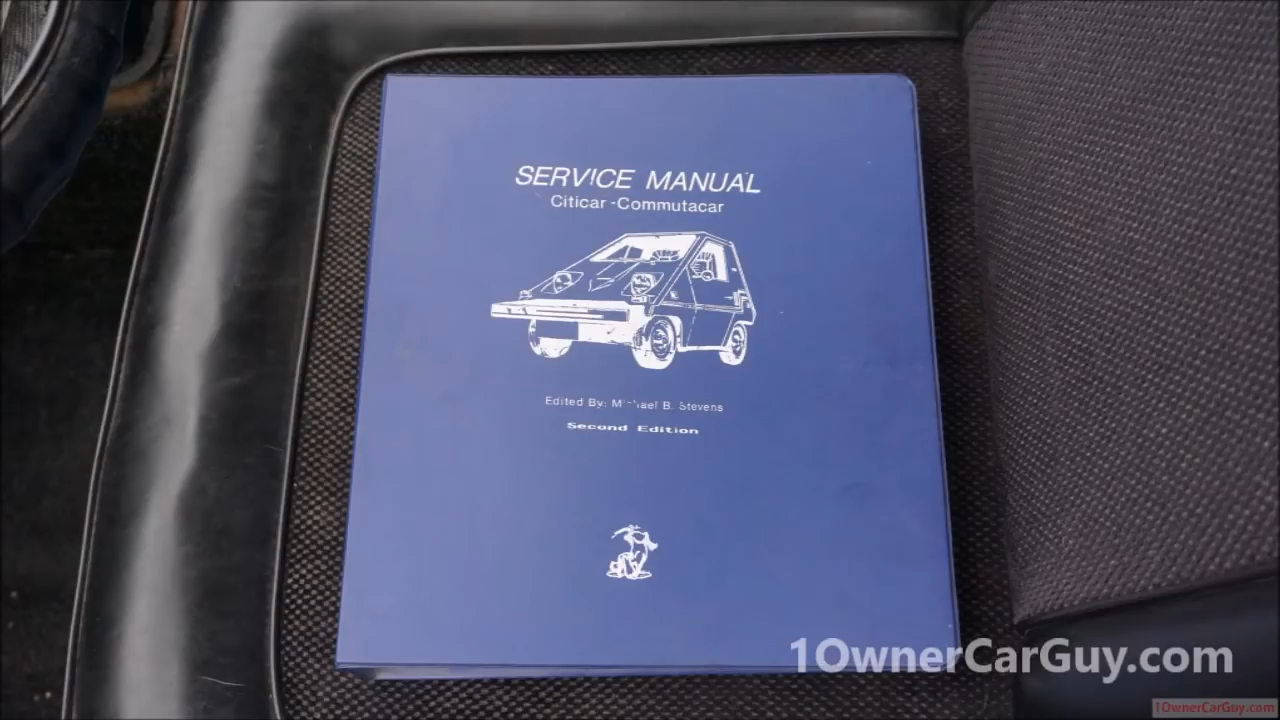 SERVICE MANUAL
Citicar -Commutacar
Edited By: Michael B. Stevens
Second Edition
1OwnerCarGuy.com
1OwnerCarGuy.com